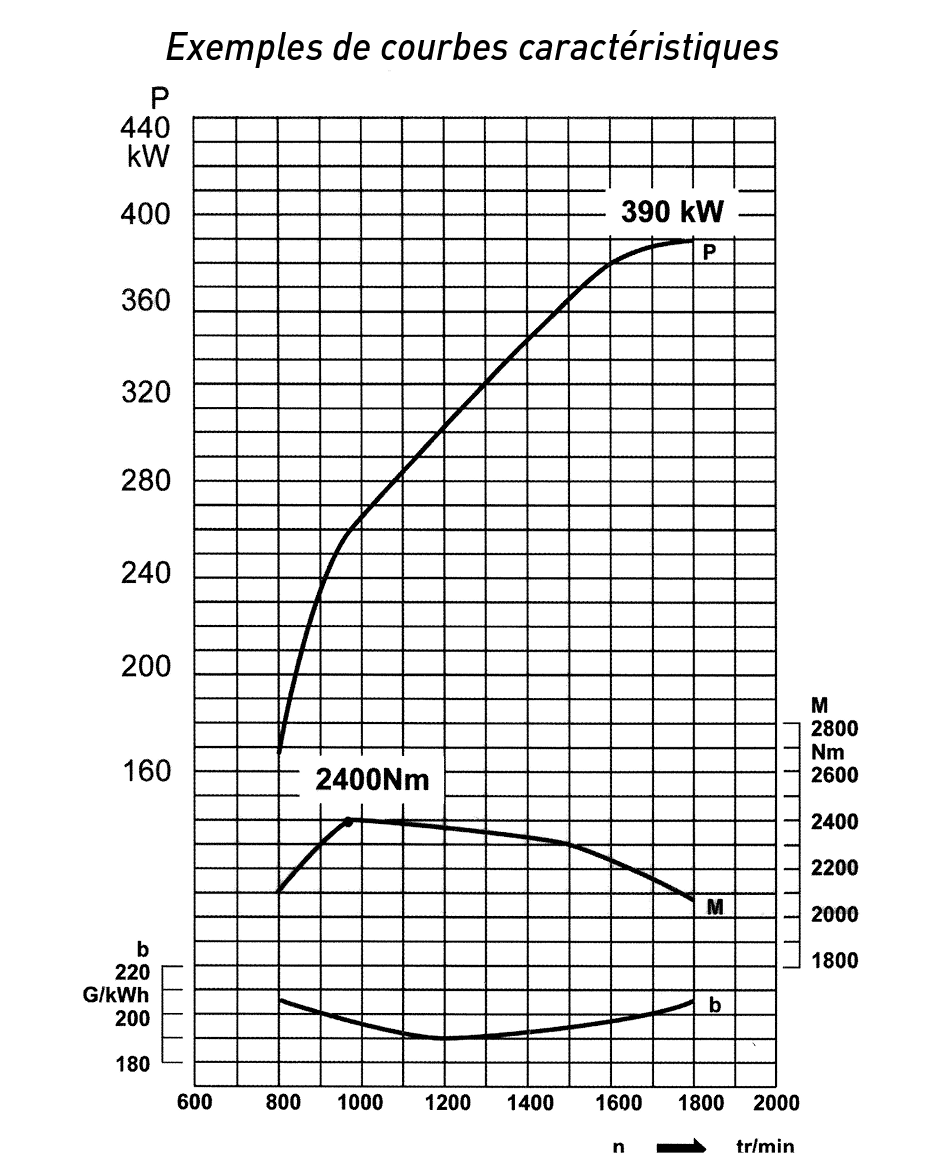 Exemples de courbes caractéristiques
P
440
kW
400
390 kW
P
360
320
280
240
200
160
2400Nm
M
2800
Nm
2600
2400
2200
2000
1800
M
b
220
G/kWh
200
180
b
600 800 1000 1200 1400 1600 1800 2000
n tr/min